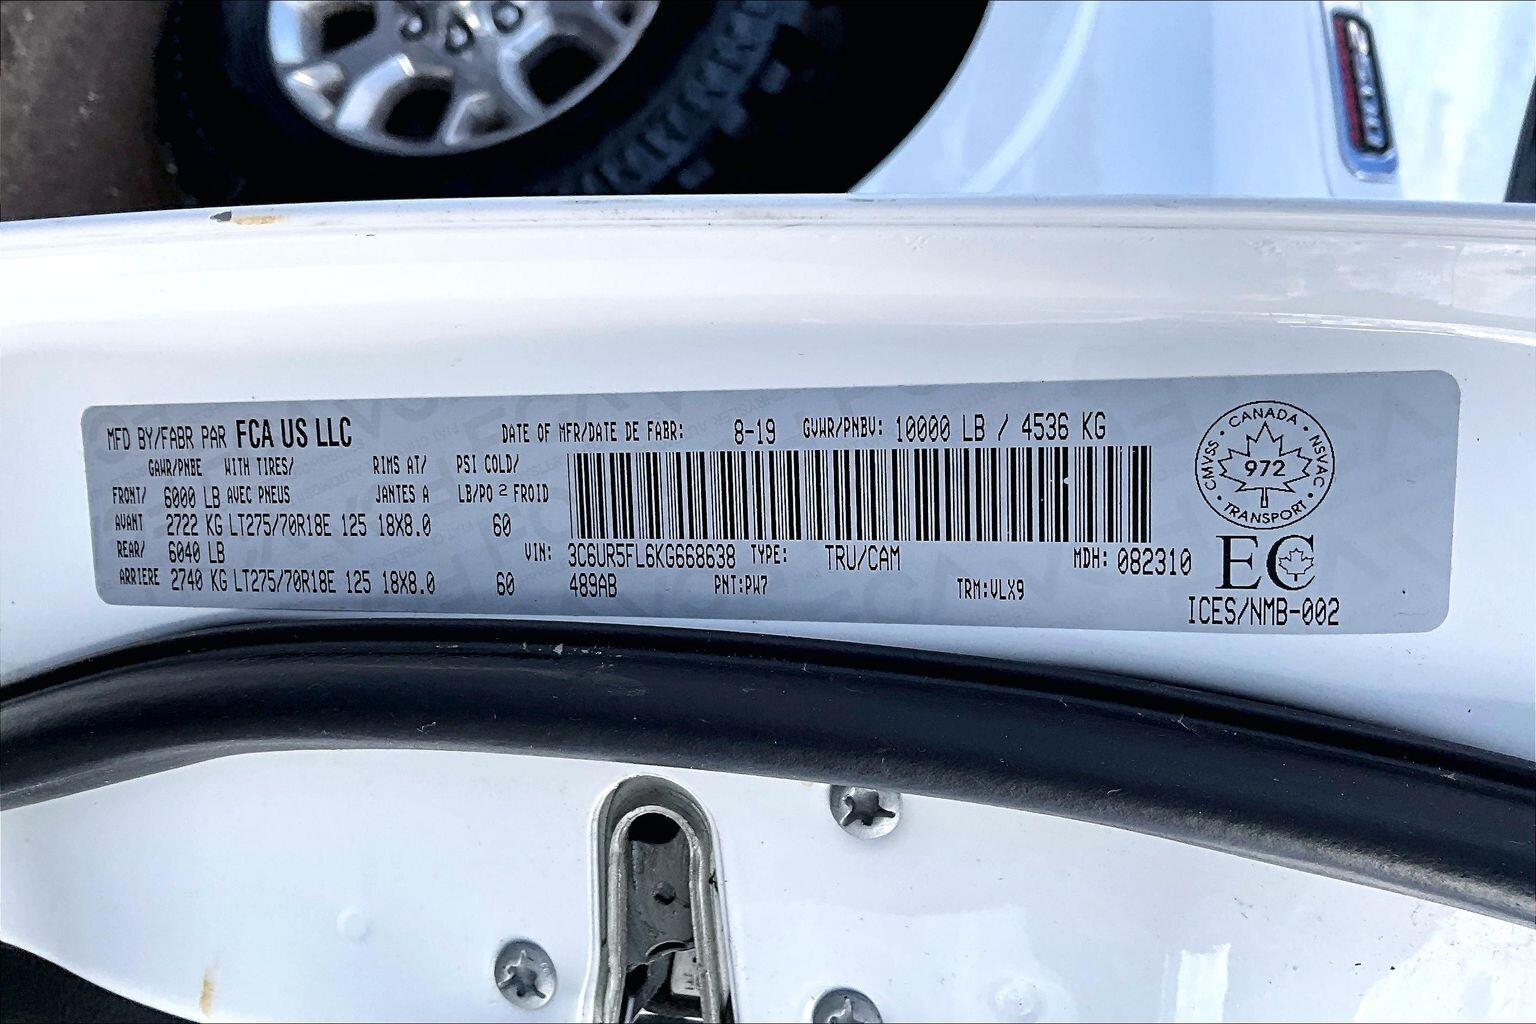 MFD BY/FABR PAR FCA US LLC
DATE OF MFR/DATE DE FABR: 8-19 GVWR/PNBV: 10000 LB / 4536 KG
GAWR/PNBE WITH TIRES/ RIMS AT/ PSI COLD/
FRONT/ 6000 LB AVEC PNEUS JANTES A LB/PO 2 FROID
AVANT 2722 KG LT275/70R18E 125 18X8.0 60
REAR/ 6040 LB
ARRIERE 2740 KG LT275/70R18E 125 18X8.0 60
VIN: 3C6UR5FL6KG668638 TYPE: TRU/CAM MDH: 082310
489AB PNT:PW7 TRM:VLX9
CANADA
CMVSS • NSVAC
972
TRANSPORT
EC
ICES/NMB-002